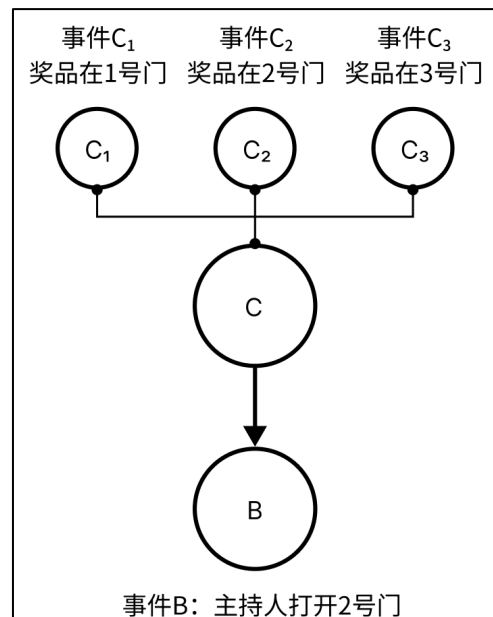 事件C₁ 事件C₂ 事件C₃
奖品在1号门 奖品在2号门 奖品在3号门
C₁ C₂ C₃
C
B
事件B：主持人打开2号门